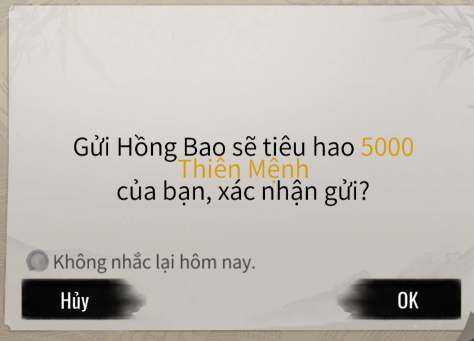 Gửi Hồng Bao sẽ tiêu hao 5000
Thiên Mệnh
của bạn, xác nhận gửi?
Không nhắc lại hôm nay.
Hủy
OK